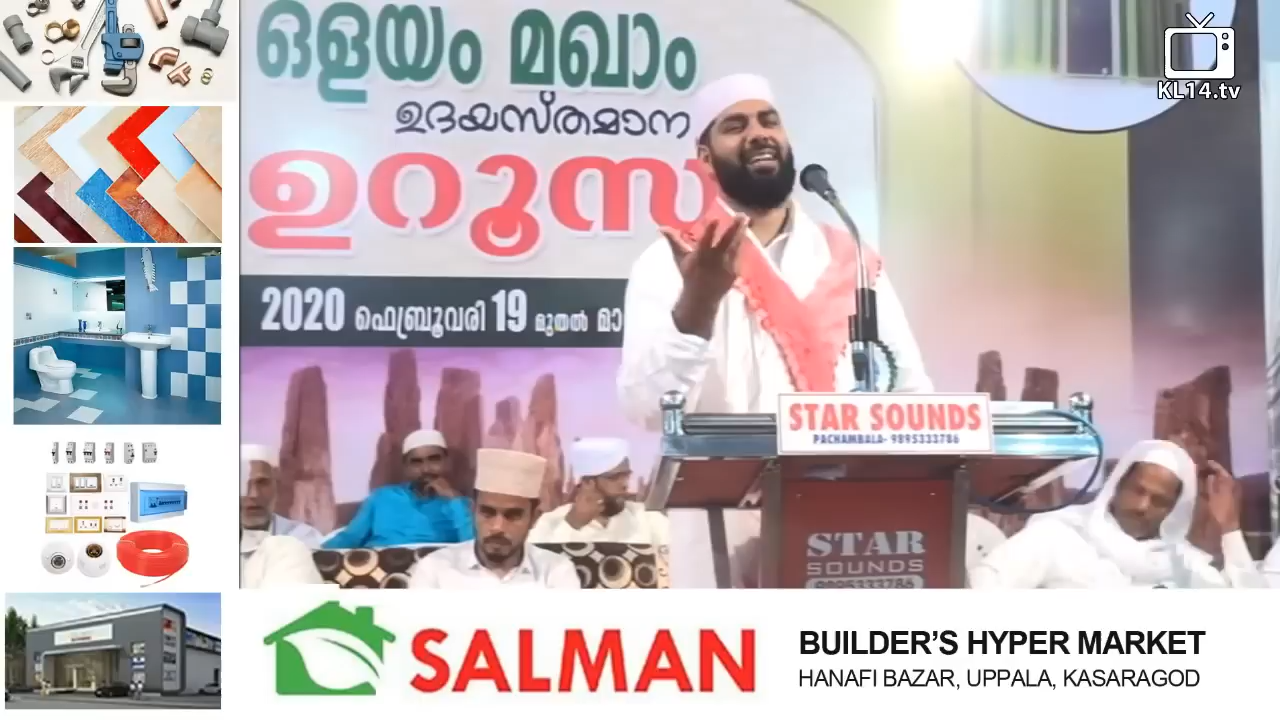 ഒളയം മഖാം
ഉദയസ്തമാന
ഉറൂസ
2020 ഫെബ്രുവരി 19 മുതൽ മാ
KL14.tv
STAR SOUNDS
PACHAMBALA- 9895333786
STAR
SOUNDS
9895333786
SALMAN
BUILDER'S HYPER MARKET
HANAFI BAZAR, UPPALA, KASARAGOD